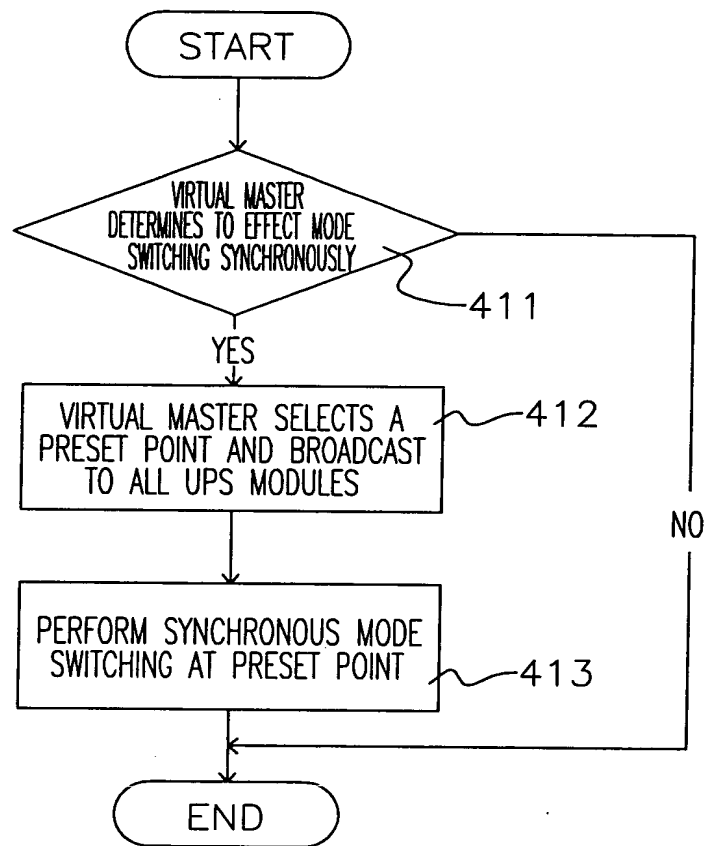 START
VIRTUAL MASTER
DETERMINES TO EFFECT MODE
SWITCHING SYNCHRONOUSLY
411
YES
VIRTUAL MASTER SELECTS A
PRESET POINT AND BROADCAST
TO ALL UPS MODULES
412
NO
PERFORM SYNCHRONOUS MODE
SWITCHING AT PRESET POINT
413
END